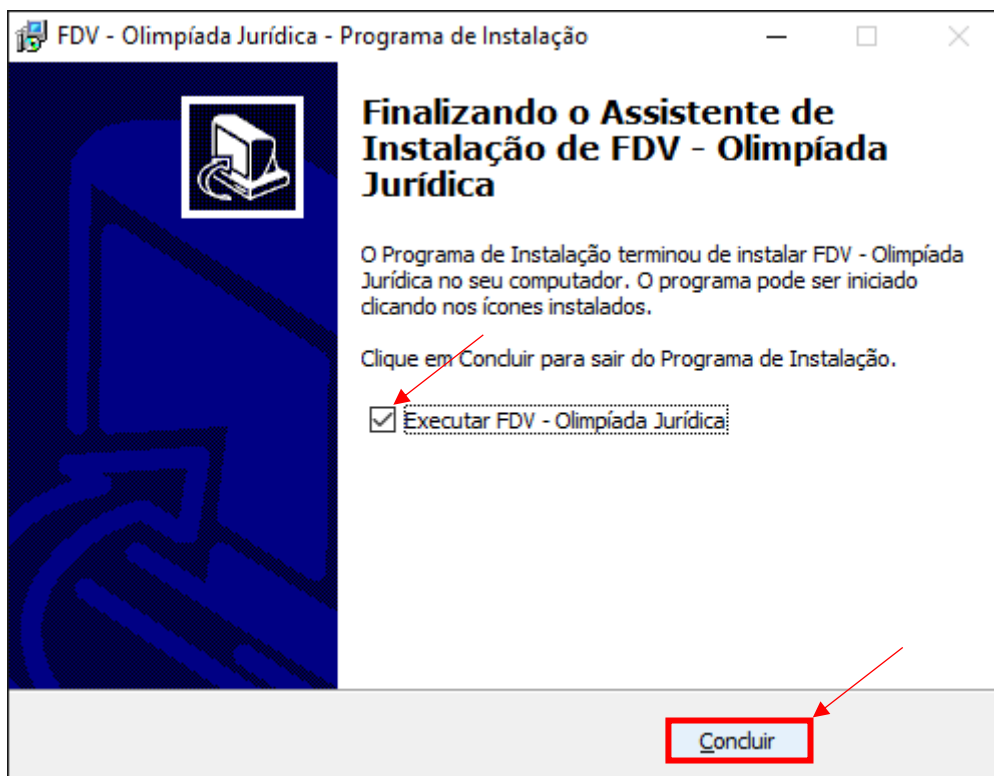 FDV - Olimpíada Jurídica - Programa de Instalação
Finalizando o Assistente de
Instalação de FDV - Olimpíada
Jurídica
O Programa de Instalação terminou de instalar FDV - Olimpíada
Jurídica no seu computador. O programa pode ser iniciado
clicando nos ícones instalados.
Clique em Concluir para sair do Programa de Instalação.
Executar FDV - Olimpíada Jurídica
Concluir